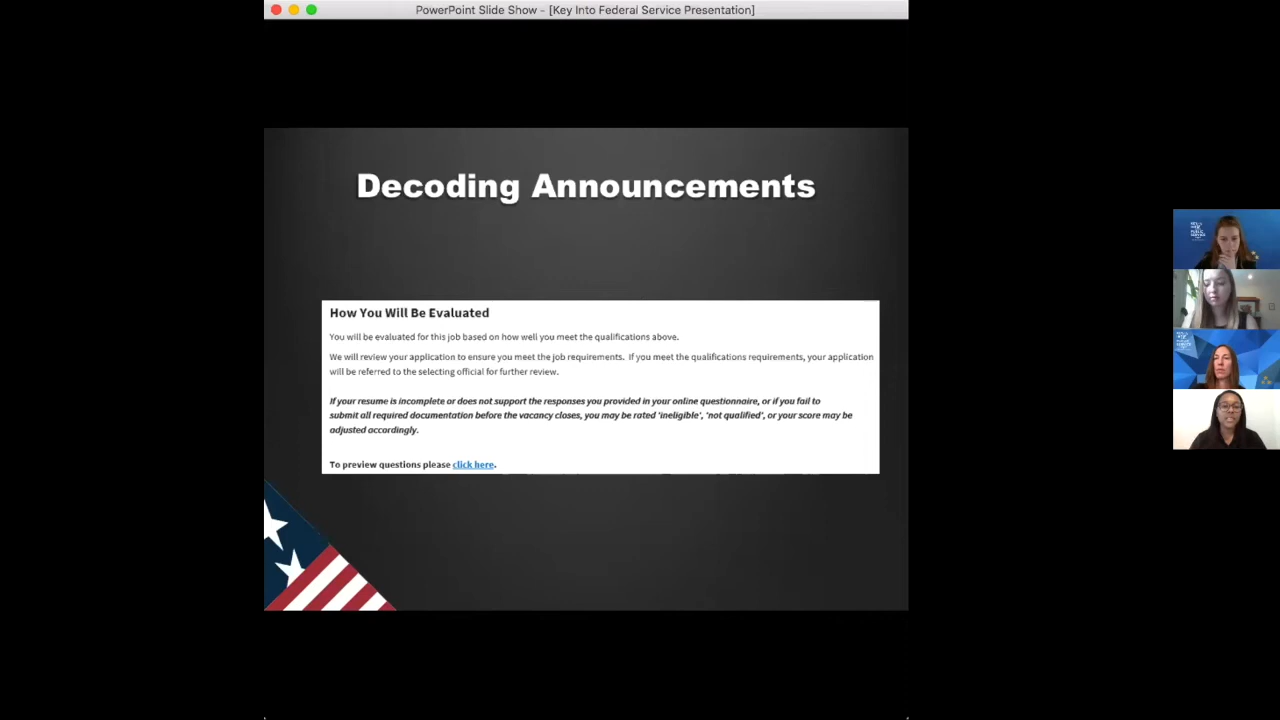 PowerPoint Slide Show - [Key Into Federal Service Presentation]
Decoding Announcements
How You Will Be Evaluated
You will be evaluated for this job based on how well you meet the qualifications above.
We will review your application to ensure you meet the job requirements.  If you meet the qualifications requirements, your application
will be referred to the selecting official for further review.
If your resume is incomplete or does not support the responses you provided in your online questionnaire, or if you fail to
submit all required documentation before the vacancy closes, you may be rated 'ineligible', 'not qualified', or your score may be
adjusted accordingly.
To preview questions please click here.